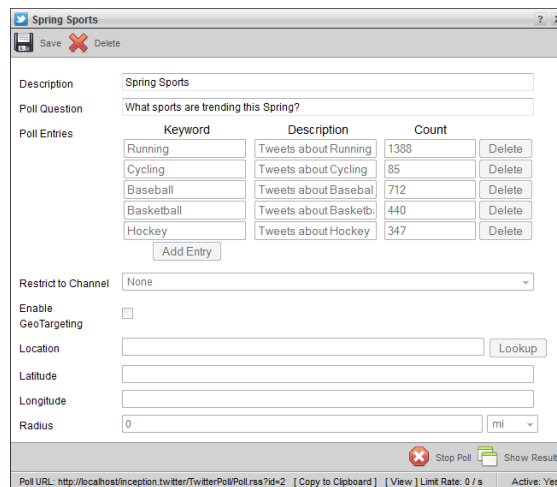 Spring Sports ?
Save Delete
Description Spring Sports
Poll Question What sports are trending this Spring?
Poll Entries Keyword Description Count
Running Tweets about Running 1388 Delete
Cycling Tweets about Cycling 85 Delete
Baseball Tweets about Basebal 712 Delete
Basketball Tweets about Basketb 440 Delete
Hockey Tweets about Hockey 347 Delete
Add Entry
Restrict to Channel None
Enable
GeoTargeting
Location Lookup
Latitude
Longitude
Radius 0 mi
Stop Poll Show Result
Poll URL: http://localhost/inception.twitter/TwitterPoll/Poll.rss?id=2 [ Copy to Clipboard ] [ View ] Limit Rate: 0 / s Active: Yes